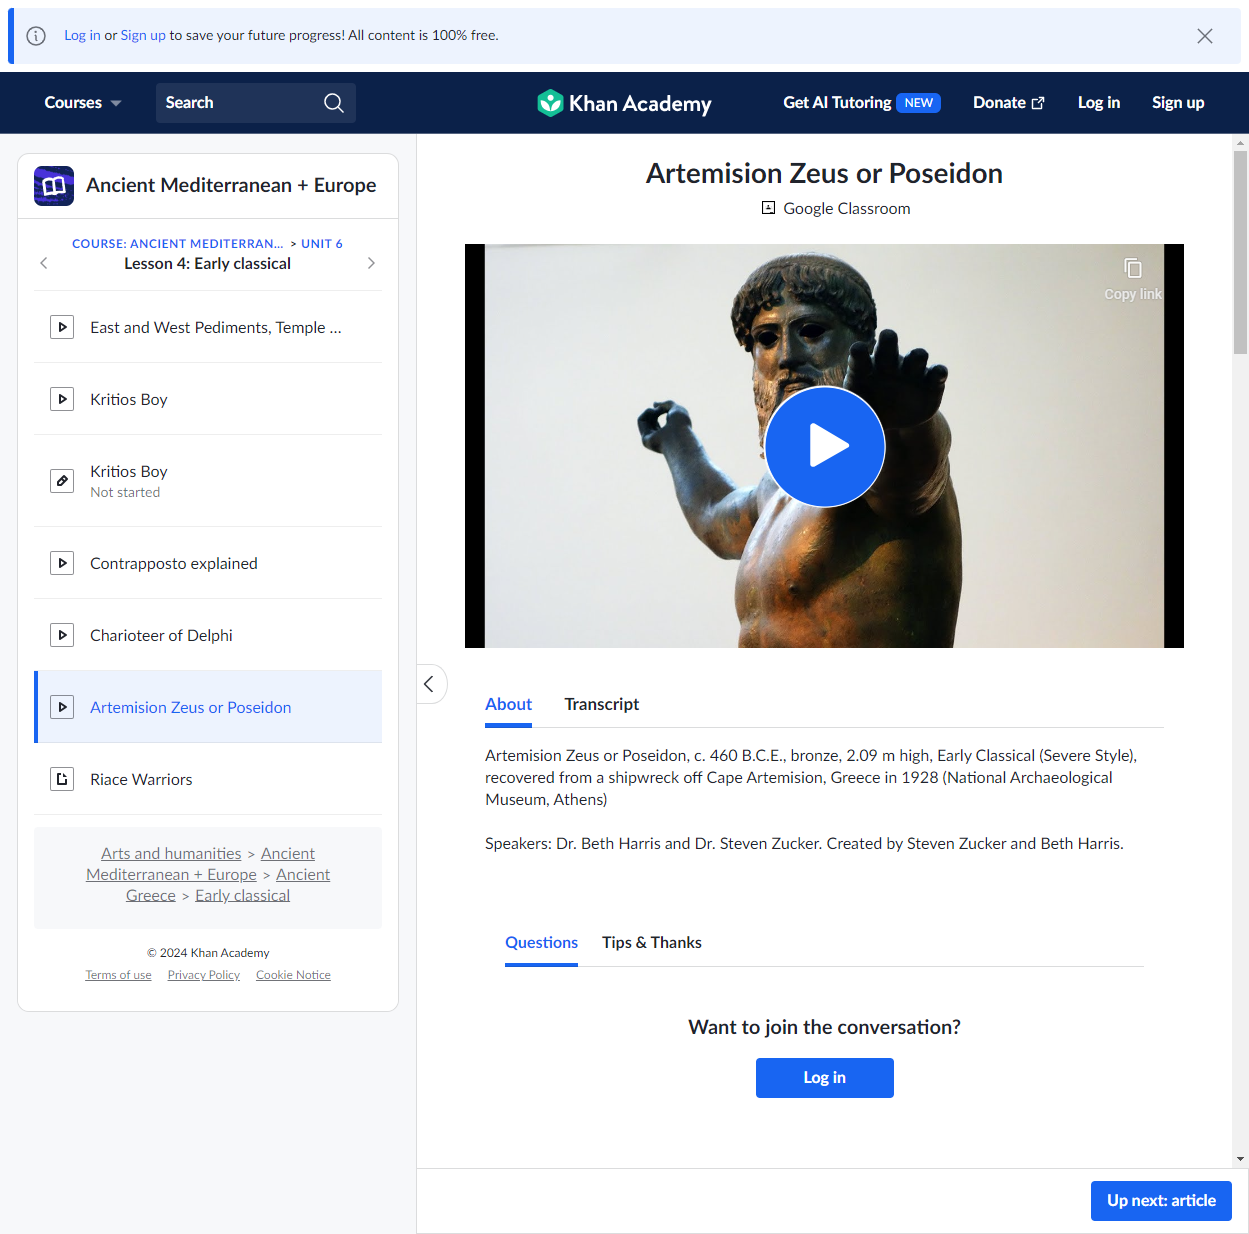 Log in or Sign up to save your future progress! All content is 100% free.
Courses
Search
Khan Academy
Get AI Tutoring NEW
Donate
Log in
Sign up
Ancient Mediterranean + Europe
COURSE: ANCIENT MEDITERRAN... > UNIT 6
Lesson 4: Early classical
East and West Pediments, Temple ...
Kritios Boy
Kritios Boy
Not started
Contrapposto explained
Charioteer of Delphi
Artemision Zeus or Poseidon
Riace Warriors
Arts and humanities > Ancient
Mediterranean + Europe > Ancient
Greece > Early classical
© 2024 Khan Academy
Terms of use Privacy Policy Cookie Notice
Artemision Zeus or Poseidon
Google Classroom
Copy link
About
Transcript
Artemision Zeus or Poseidon, c. 460 B.C.E., bronze, 2.09 m high, Early Classical (Severe Style),
recovered from a shipwreck off Cape Artemision, Greece in 1928 (National Archaeological
Museum, Athens)
Speakers: Dr. Beth Harris and Dr. Steven Zucker. Created by Steven Zucker and Beth Harris.
Questions
Tips & Thanks
Want to join the conversation?
Log in
Up next: article